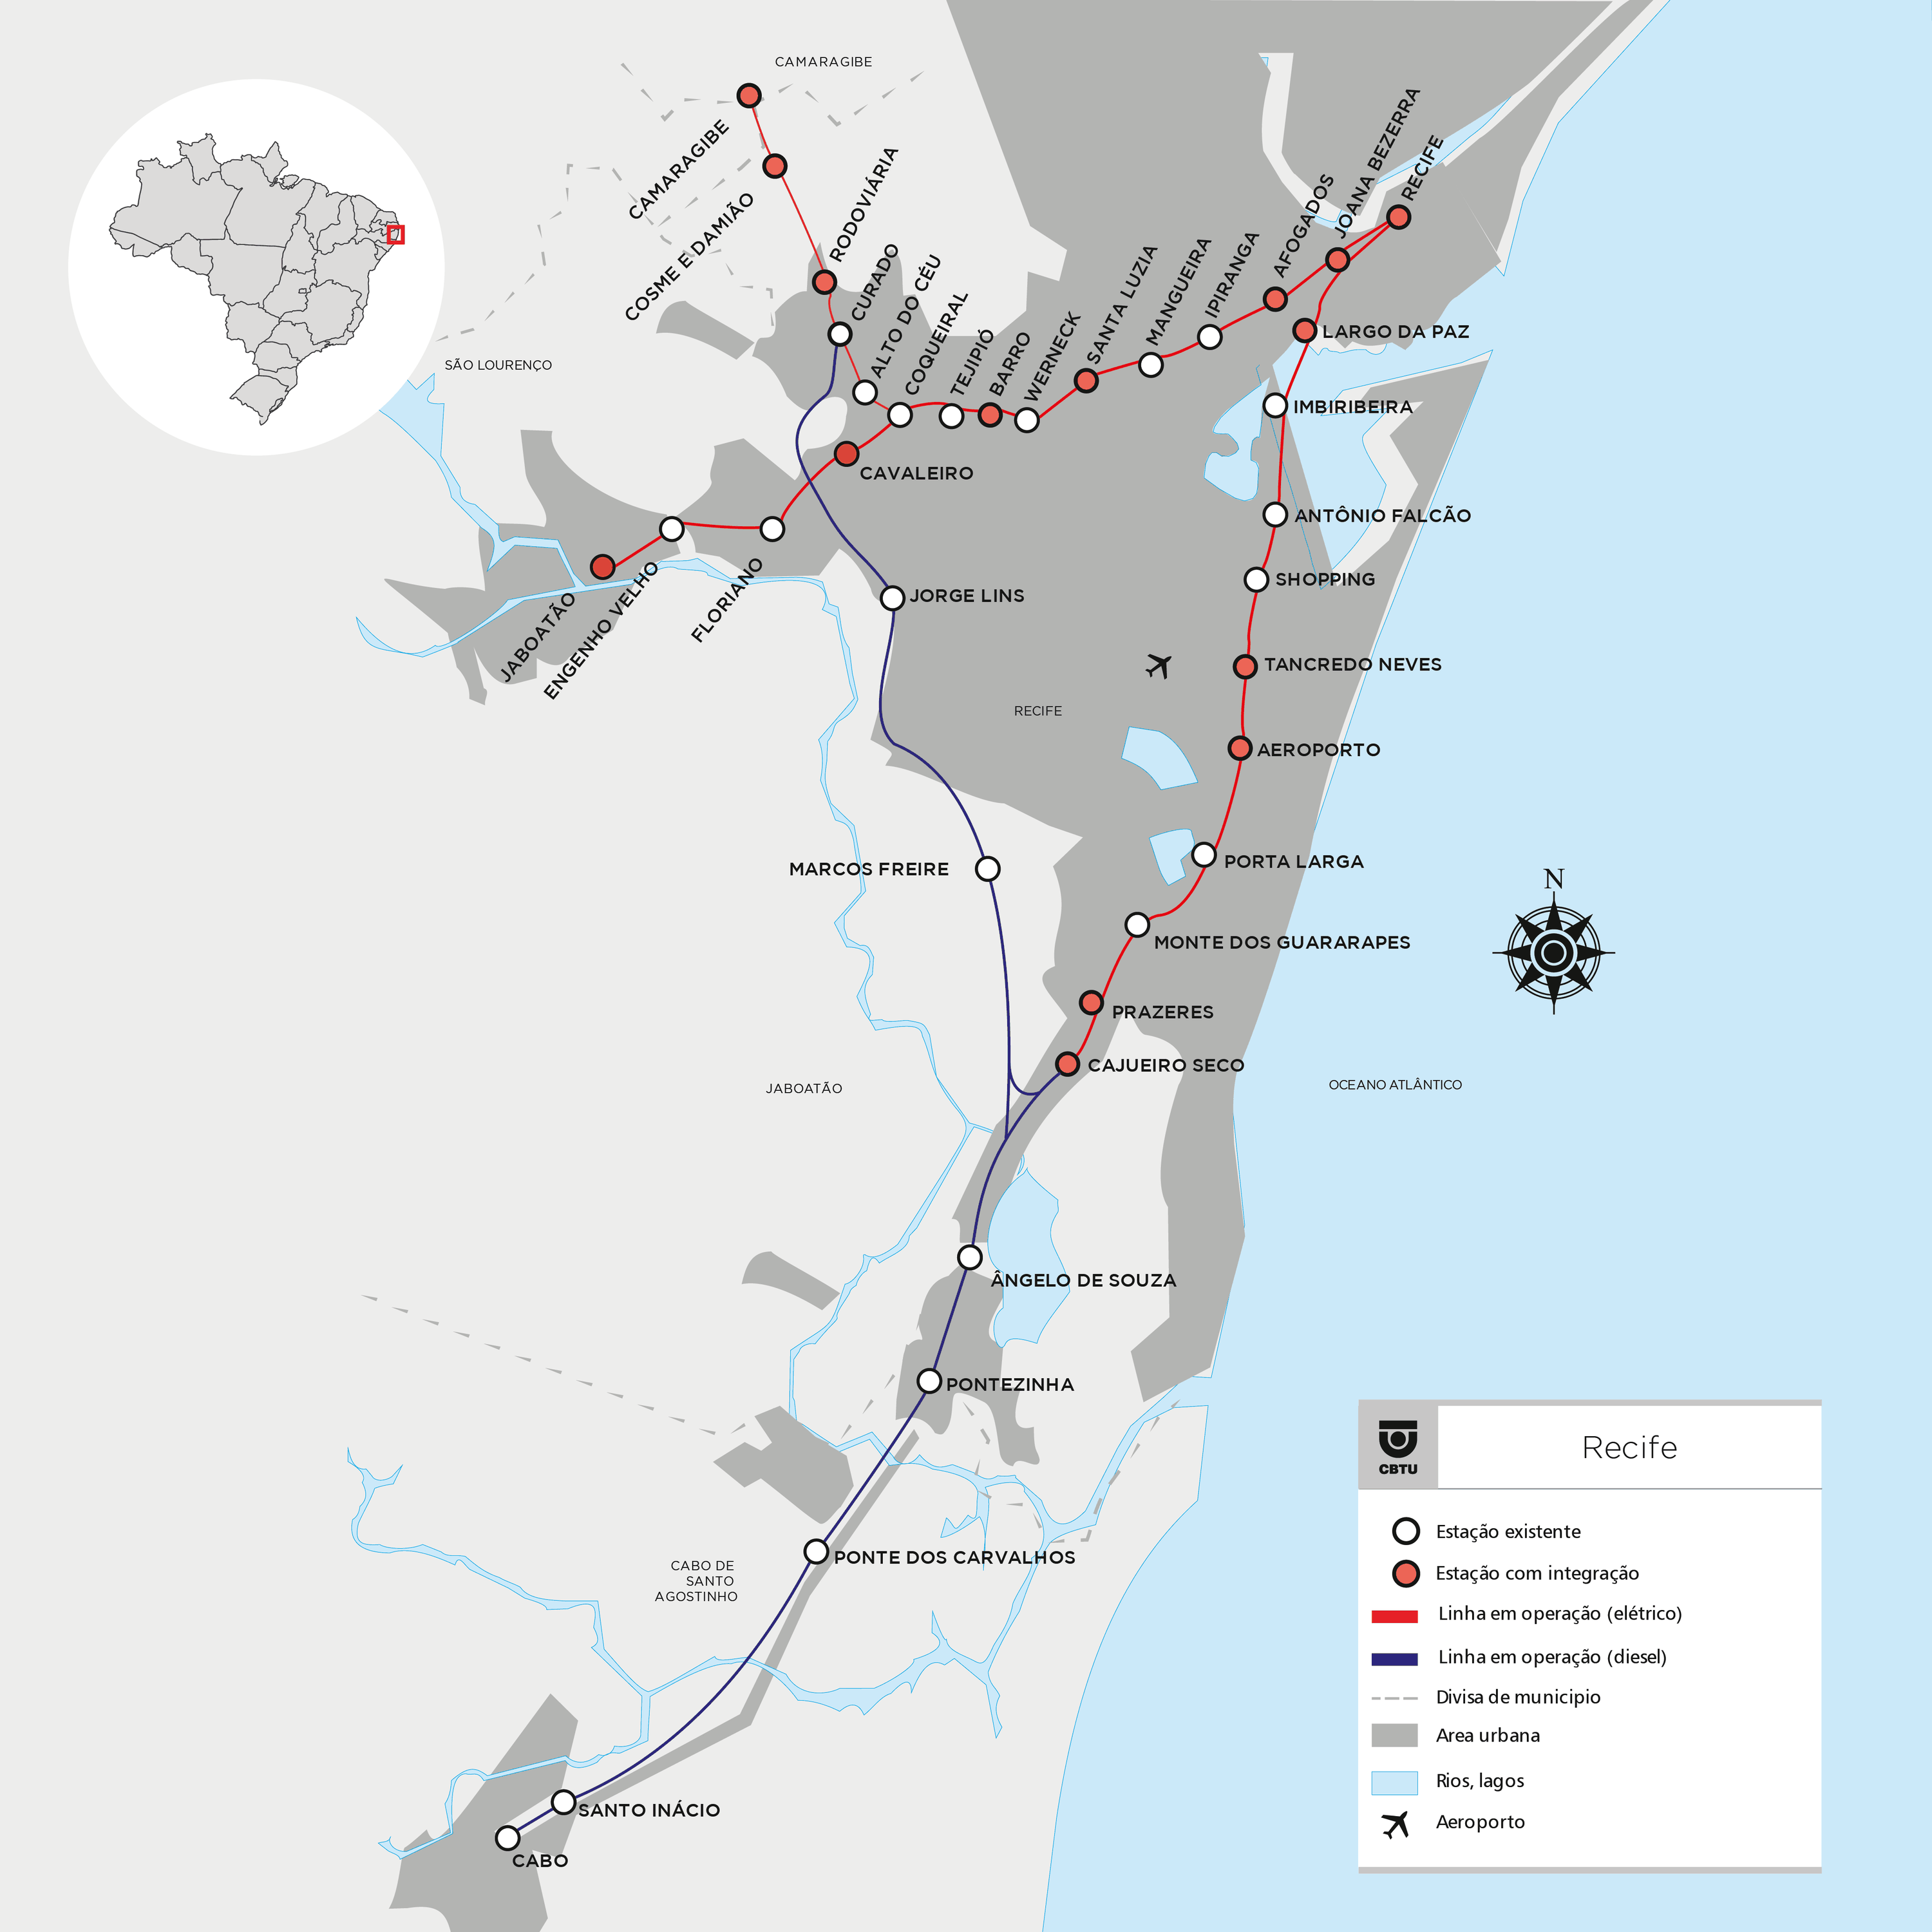 CAMARAGIBE
CAMARAGIBE
COSME E DAMIÃO
RODOVIÁRIA
CURADO
ALTO DO CÉU
COQUEIRAL
TEJIPIÓ
BARRO
WERNECK
SANTA LUZIA
MANGUEIRA
IPIRANGA
AFOGADOS
JOANA BEZERRA
RECIFE
LARGO DA PAZ
SÃO LOURENÇO
IMBIRIBEIRA
CAVALEIRO
ANTÔNIO FALCÃO
SHOPPING
JORGE LINS
FLORIANO
ENGENHO VELHO
JABOATÃO
TANCREDO NEVES
RECIFE
AEROPORTO
PORTA LARGA
MARCOS FREIRE
N
MONTE DOS GUARARAPES
PRAZERES
CAJUEIRO SECO
JABOATÃO
OCEANO ATLÂNTICO
ÂNGELO DE SOUZA
PONTEZINHA
PONTE DOS CARVALHOS
CABO DE
SANTO
AGOSTINHO
SANTO INÁCIO
CABO
CBTU
Recife
Estação existente
Estação com integração
Linha em operação (elétrico)
Linha em operação (diesel)
Divisa de municipio
Area urbana
Rios, lagos
Aeroporto